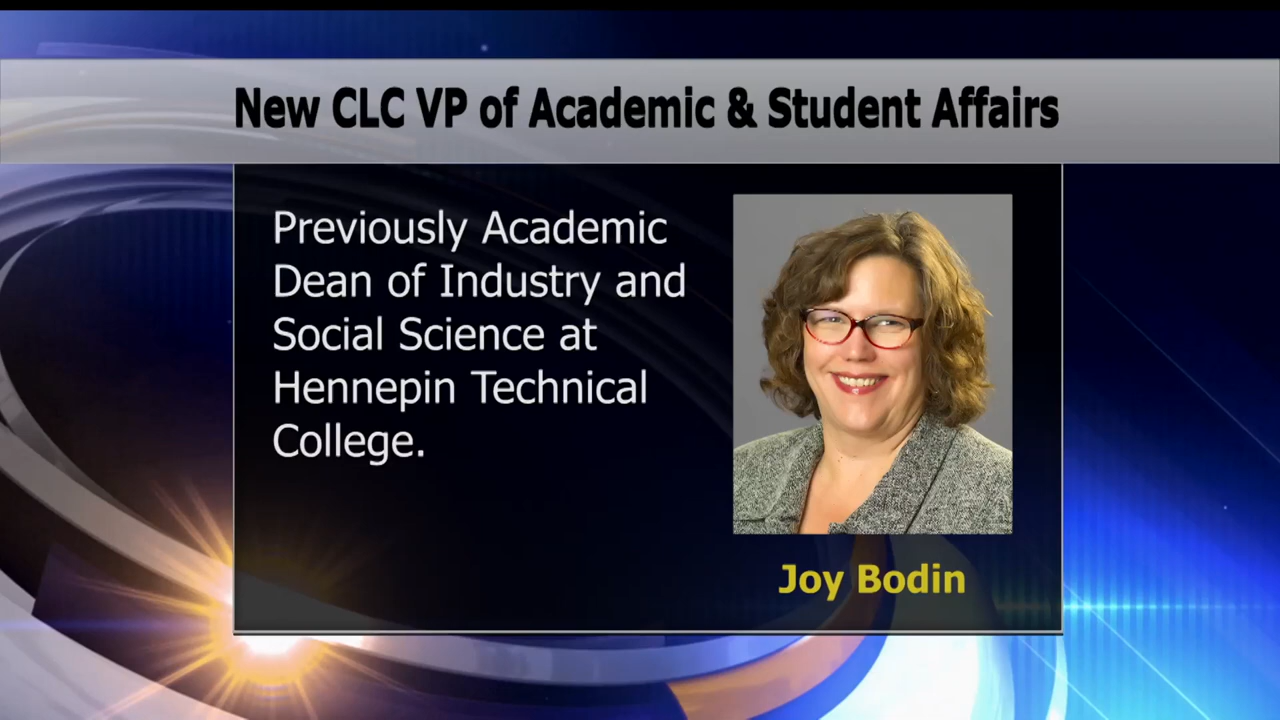 New CLC VP of Academic & Student Affairs
Previously Academic
Dean of Industry and
Social Science at
Hennepin Technical
College.
Joy Bodin